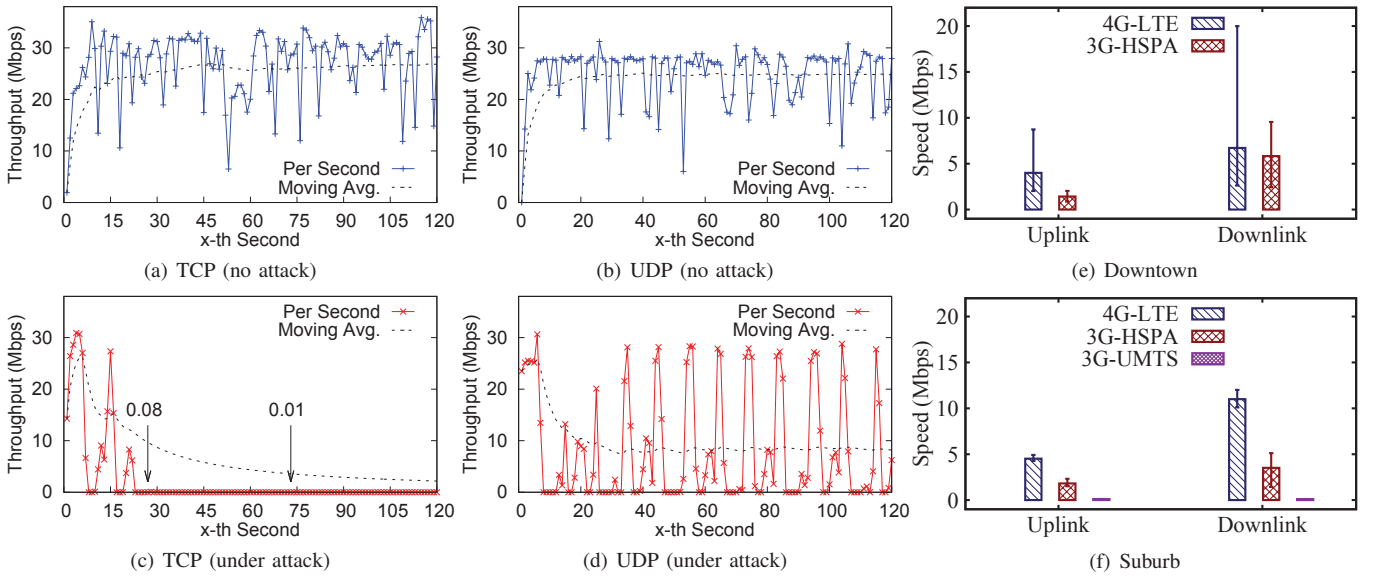 Throughput (Mbps)
30
20
10
0
Per Second
Moving Avg.
0 15 30 45 60 75 90 105 120
x-th Second
(a) TCP (no attack)
Throughput (Mbps)
30
20
10
0
Per Second
Moving Avg.
0 20 40 60 80 100 120
x-th Second
(b) UDP (no attack)
Speed (Mbps)
20
15
10
5
0
4G-LTE
3G-HSPA
Uplink Downlink
(e) Downtown
Throughput (Mbps)
30
20
10
0
Per Second
Moving Avg.
0.08 0.01
0 15 30 45 60 75 90 105 120
x-th Second
(c) TCP (under attack)
Throughput (Mbps)
30
20
10
0
Per Second
Moving Avg.
0 20 40 60 80 100 120
x-th Second
(d) UDP (under attack)
Speed (Mbps)
20
15
10
5
0
4G-LTE
3G-HSPA
3G-UMTS
Uplink Downlink
(f) Suburb